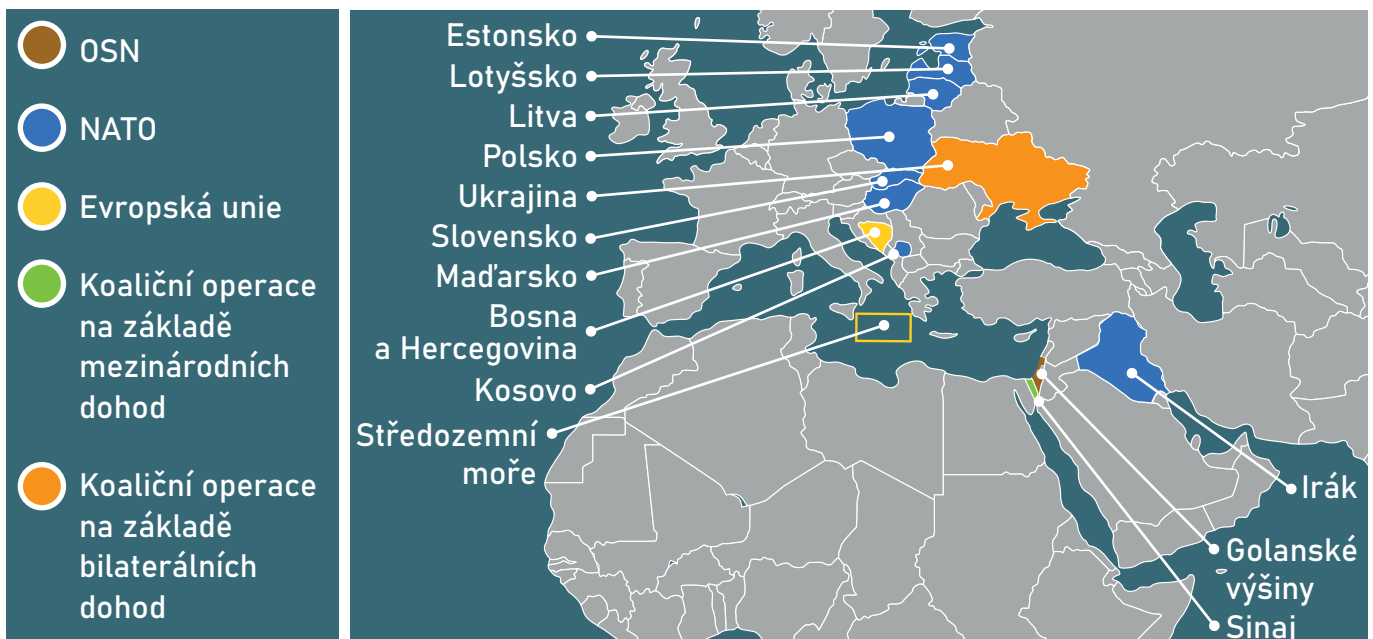 OSN
NATO
Evropská unie
Koaliční operace
na základě
mezinárodních
dohod
Koaliční operace
na základě
bilaterálních
dohod
Estonsko
Lotyšsko
Litva
Polsko
Ukrajina
Slovensko
Maďarsko
Bosna
a Hercegovina
Kosovo
Středozemní
moře
Irák
Golanské
výšiny
Sinaj